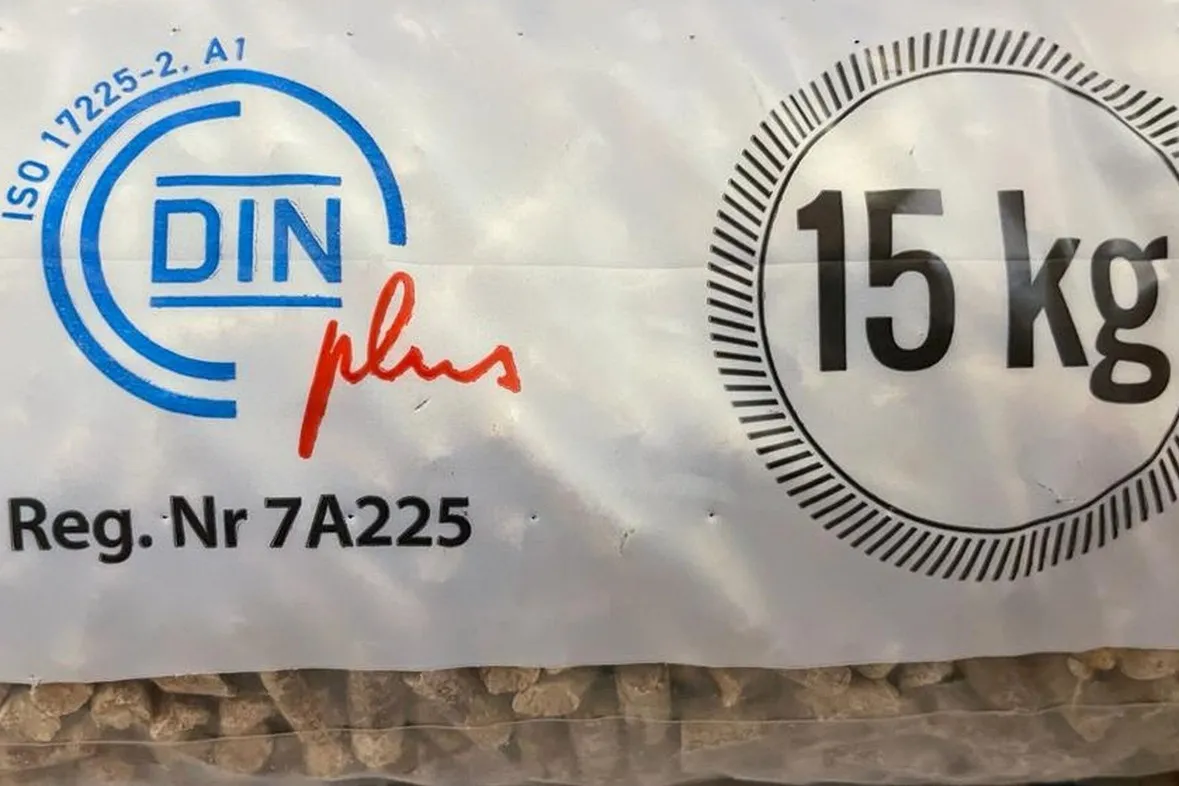 ISO 17225-2, A1
DIN
plus
Reg. Nr 7A225
15 kg